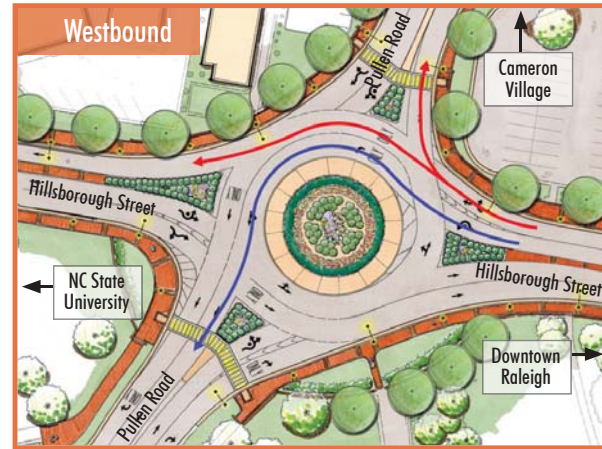 Westbound
Pullen Road
Cameron
Village
Hillsborough Street
NC State
University
Hillsborough Street
Downtown
Raleigh
Pullen Road